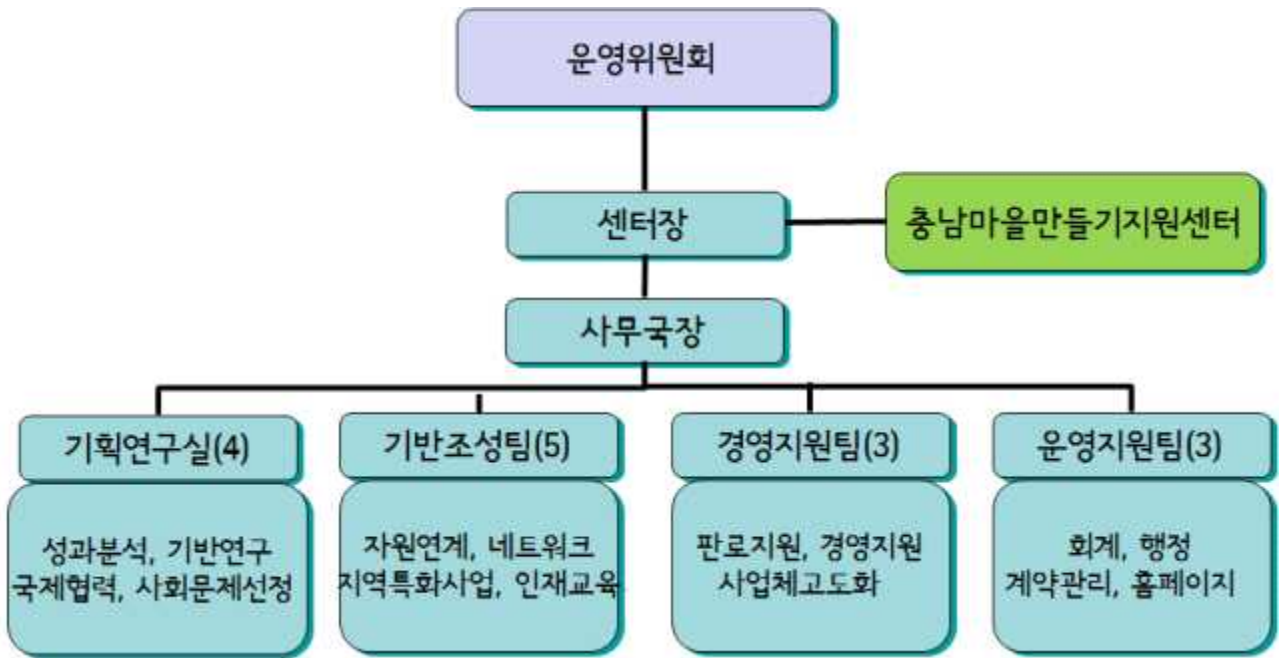 운영위원회
센터장
충남마을만들기지원센터
사무국장
기획연구실(4)
기반조성팀(5)
경영지원팀(3)
운영지원팀(3)
성과분석, 기반연구
국제협력, 사회문제선정
자원연계, 네트워크
지역특화사업, 인재교육
판로지원, 경영지원
사업체고도화
회계, 행정
계약관리, 홈페이지